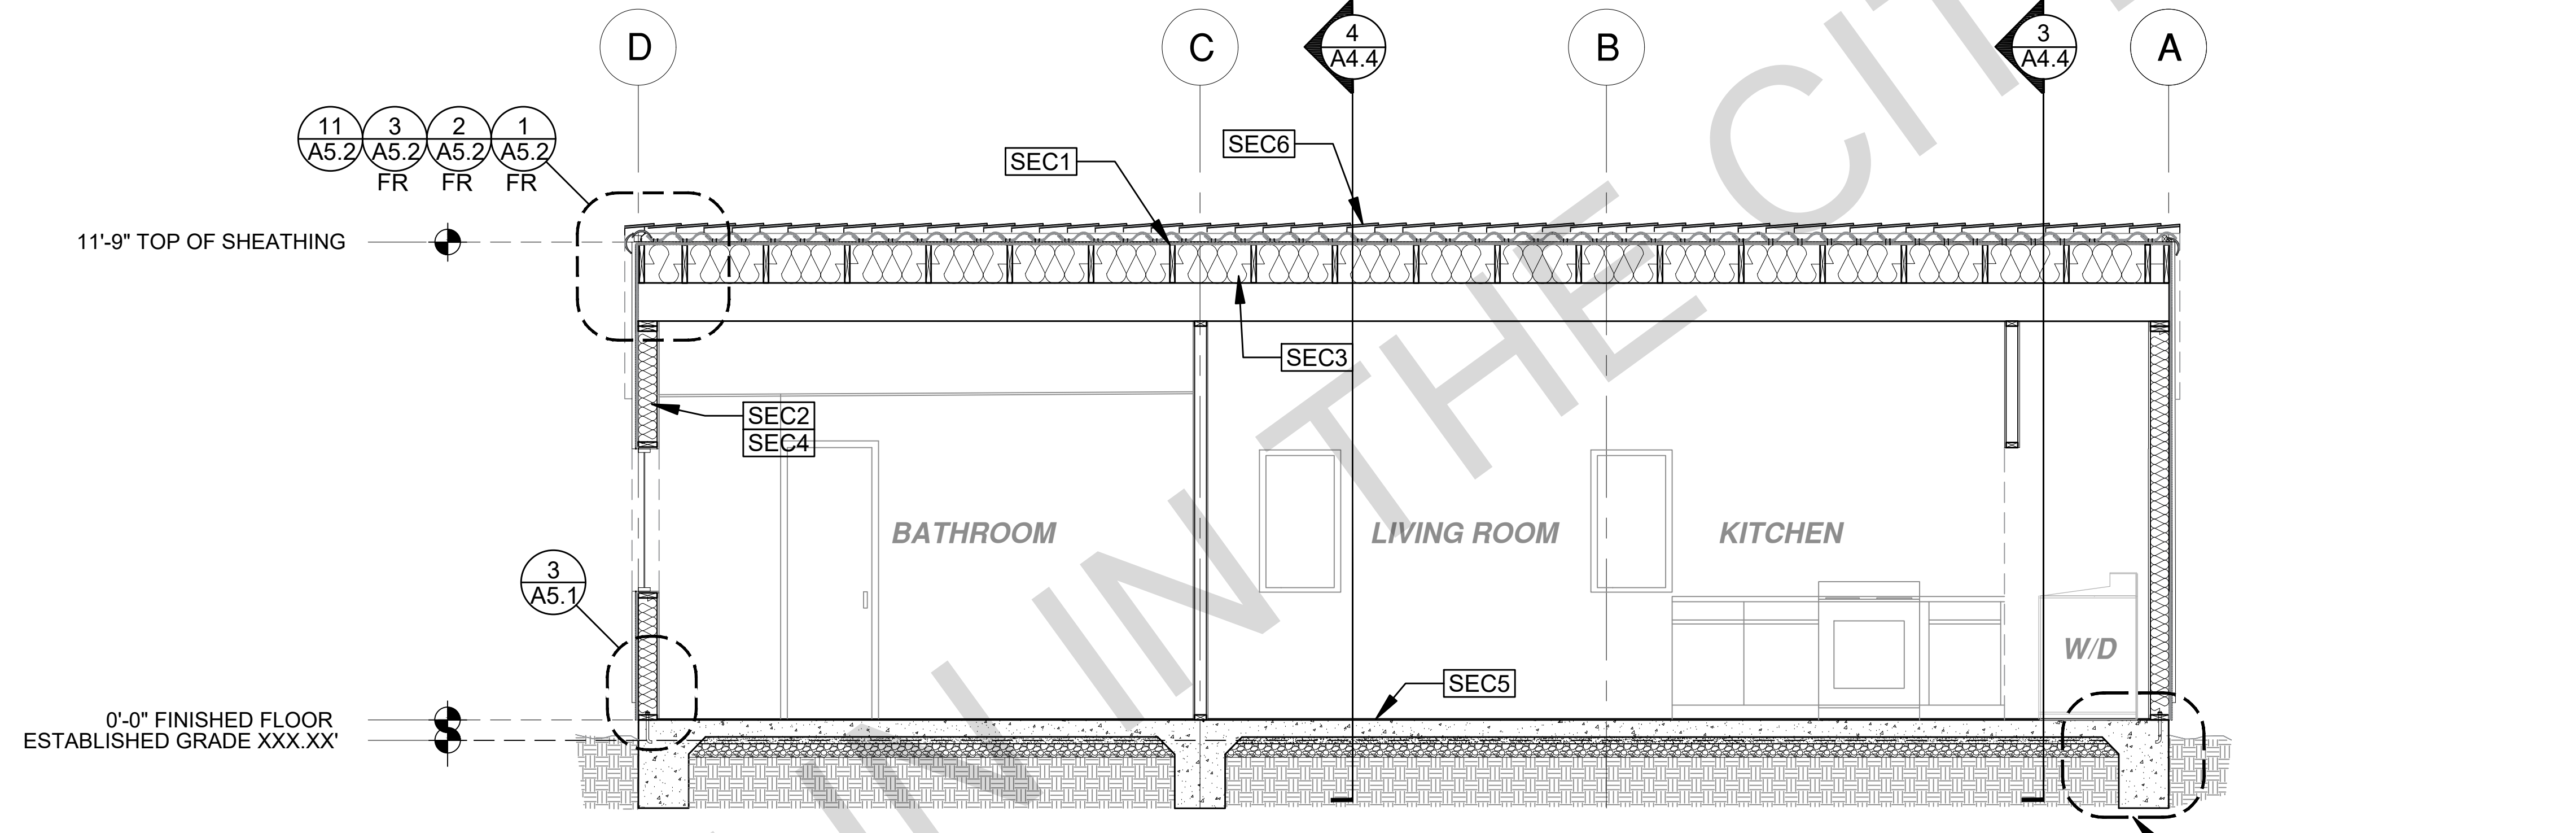 D
C
4
A4.4
B
3
A4.4
A
11
A5.2
3
A5.2
FR
2
A5.2
FR
1
A5.2
FR
SEC1
SEC6
11'-9" TOP OF SHEATHING
SEC3
SEC2
SEC4
BATHROOM
LIVING ROOM
KITCHEN
3
A5.1
W/D
SEC5
0'-0" FINISHED FLOOR
ESTABLISHED GRADE XXX.XX'
IN THE CIT